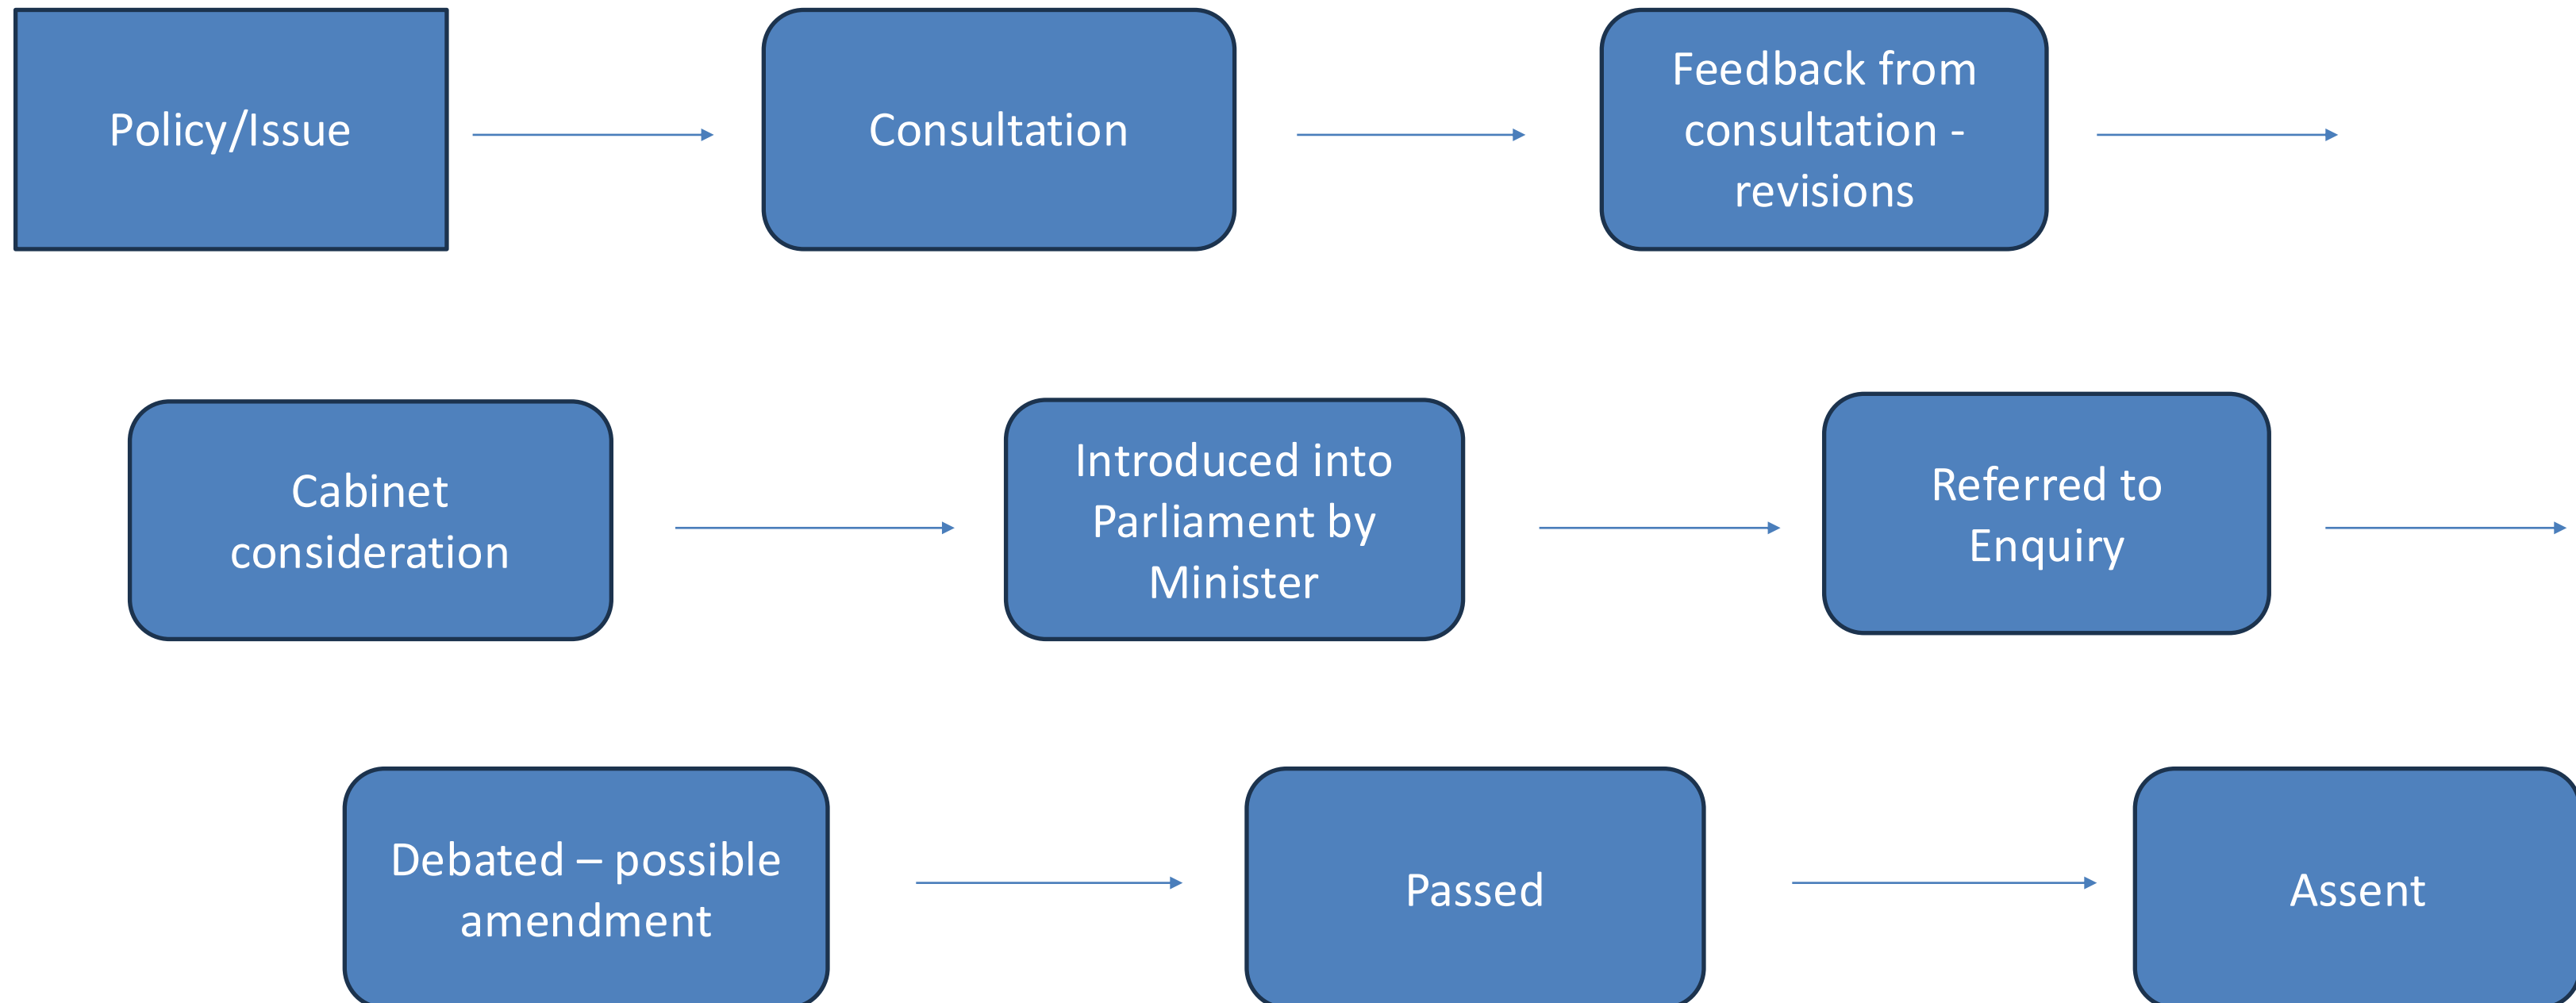 Policy/Issue
Consultation
Feedback from
consultation -
revisions
Cabinet
consideration
Introduced into
Parliament by
Minister
Referred to
Enquiry
Debated – possible
amendment
Passed
Assent